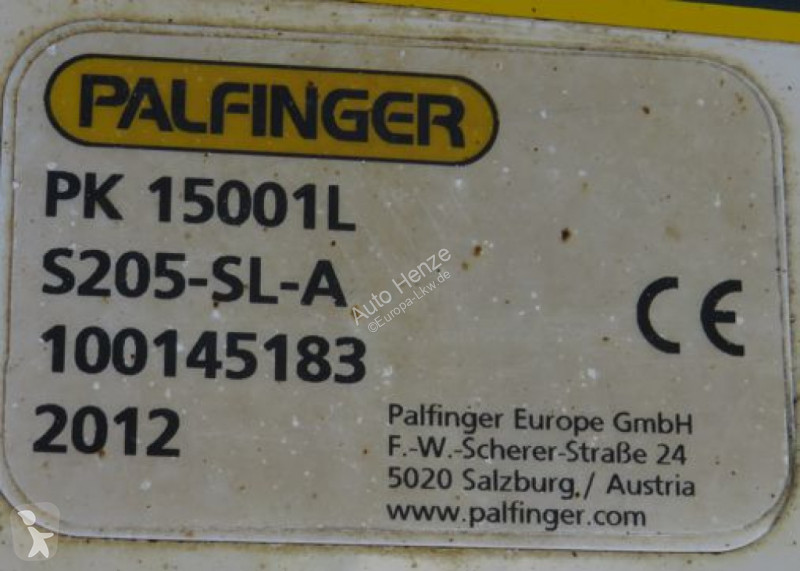 PALFINGER
PK 15001L
S205-SL-A
100145183
2012
CE
Palfinger Europe GmbH
F.-W.-Scherer-Straße 24
5020 Salzburg / Austria
www.palfinger.com
Auto Henze
©Europa-Lkw.de